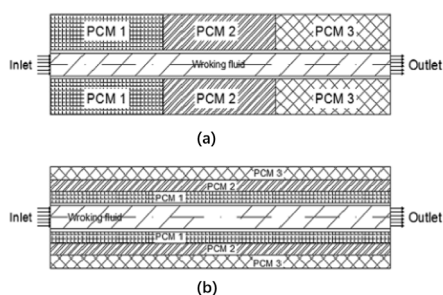 PCM 1 PCM 2 PCM 3
Inlet Wroking fluid Outlet
PCM 1 PCM 2 PCM 3
(a)
PCM 3
PCM 2
PCM 1
Inlet Wroking fluid Outlet
PCM 1
PCM 2
PCM 3
(b)